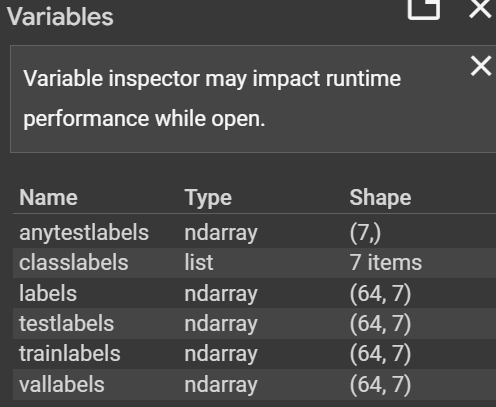 Variables
Variable inspector may impact runtime
performance while open.
Name Type Shape
anytestlabels ndarray (7,)
classlabels list 7 items
labels ndarray (64, 7)
testlabels ndarray (64, 7)
trainlabels ndarray (64, 7)
vallabels ndarray (64, 7)